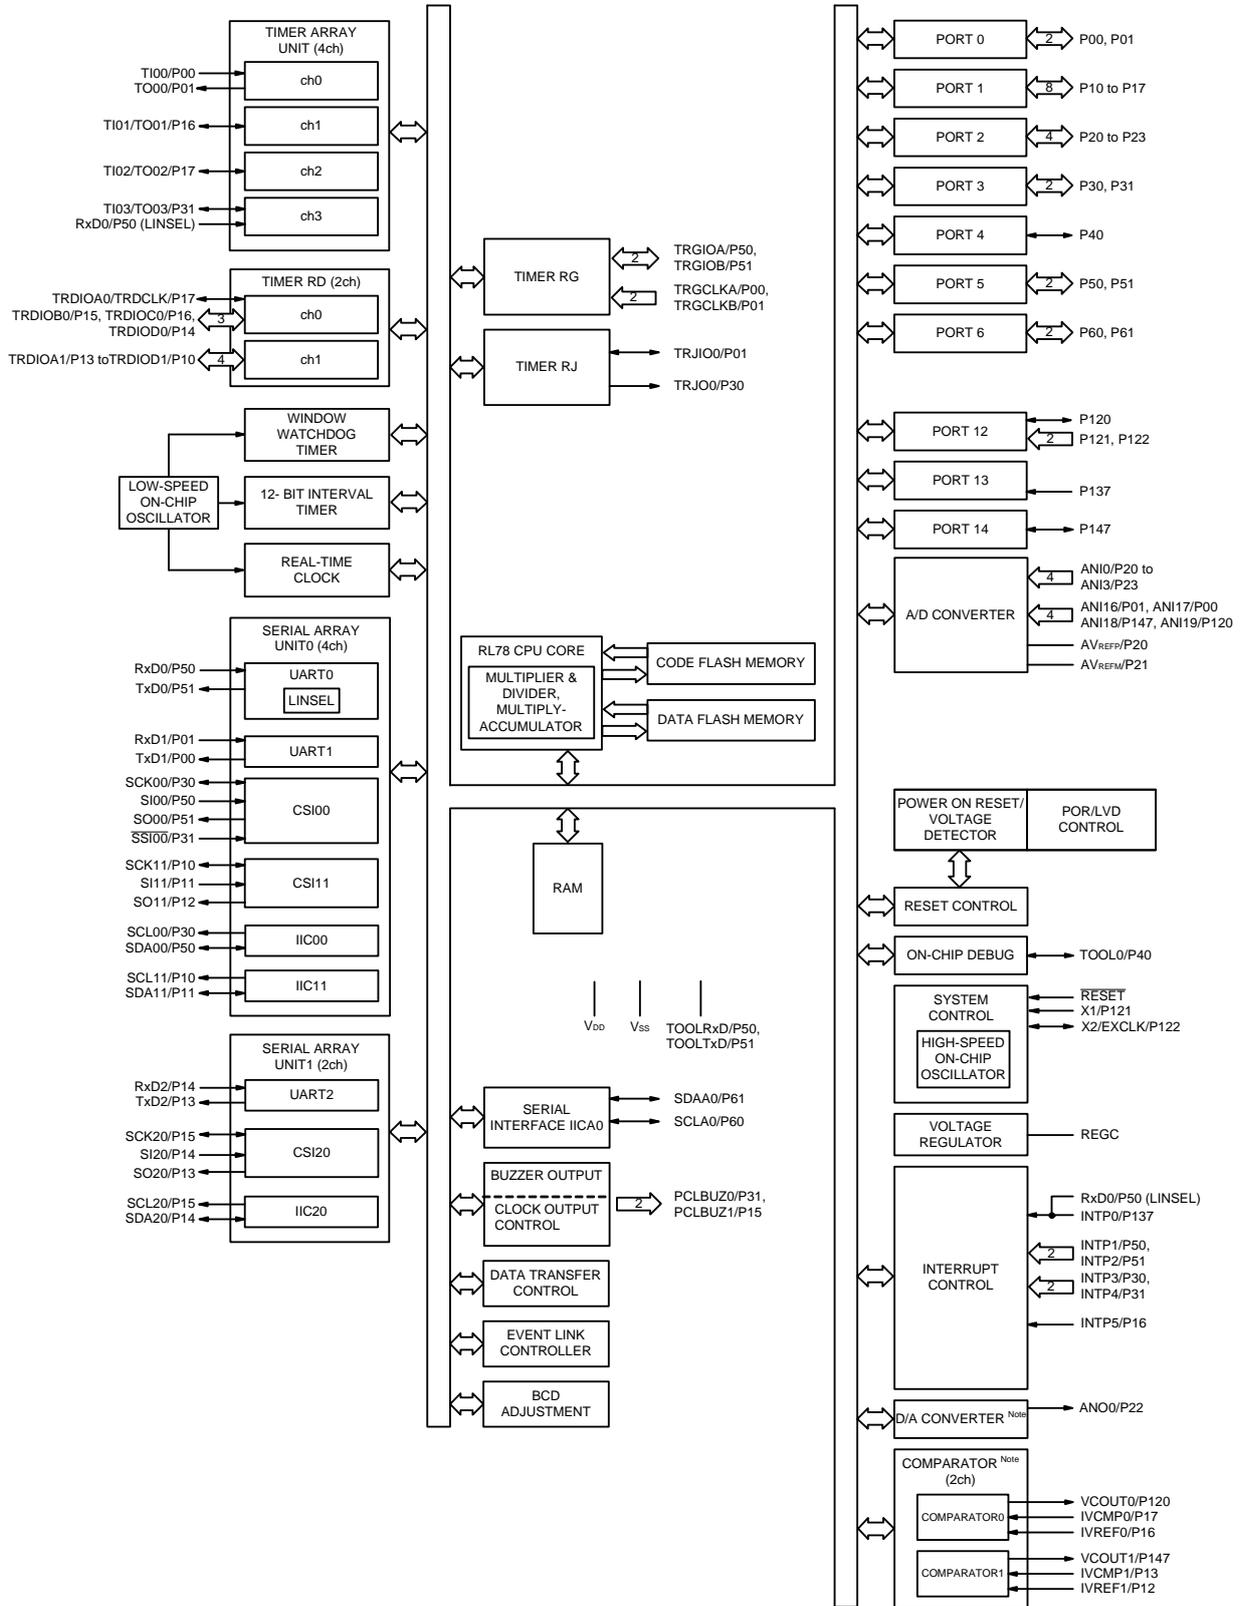 TIMER ARRAY
UNIT (4ch)
TI00/P00
TO00/P01
ch0
TI01/TO01/P16
ch1
TI02/TO02/P17
ch2
TI03/TO03/P31
RxD0/P50 (LINSEL)
ch3
TIMER RD (2ch)
TRDIOA0/TRDCLK/P17
TRDIOB0/P15, TRDIOC0/P16,
TRDIOD0/P14
3
ch0
TRDIOA1/P13 toTRDIOD1/P10
4
ch1
WINDOW
WATCHDOG
TIMER
LOW-SPEED
ON-CHIP
OSCILLATOR
12- BIT INTERVAL
TIMER
REAL-TIME
CLOCK
SERIAL ARRAY
UNIT0 (4ch)
RxD0/P50
TxD0/P51
UART0
LINSEL
RxD1/P01
TxD1/P00
UART1
SCK00/P30
SI00/P50
SO00/P51
SSI00/P31
CSI00
SCK11/P10
SI11/P11
SO11/P12
CSI11
SCL00/P30
SDA00/P50
IIC00
SCL11/P10
SDA11/P11
IIC11
SERIAL ARRAY
UNIT1 (2ch)
RxD2/P14
TxD2/P13
UART2
SCK20/P15
SI20/P14
SO20/P13
CSI20
SCL20/P15
SDA20/P14
IIC20
TIMER RG
2
TRGIOA/P50,
TRGIOB/P51
2
TRGCLKA/P00,
TRGCLKB/P01
TIMER RJ
TRJIO0/P01
TRJO0/P30
RL78 CPU CORE
MULTIPLIER &
DIVIDER,
MULTIPLY-
ACCUMULATOR
CODE FLASH MEMORY
DATA FLASH MEMORY
RAM
VDD
VSS
TOOLRxD/P50,
TOOLTxD/P51
SERIAL
INTERFACE IICA0
SDAA0/P61
SCLA0/P60
BUZZER OUTPUT
CLOCK OUTPUT
CONTROL
2
PCLBUZ0/P31,
PCLBUZ1/P15
DATA TRANSFER
CONTROL
EVENT LINK
CONTROLLER
BCD
ADJUSTMENT
PORT 0
2
P00, P01
PORT 1
8
P10 to P17
PORT 2
4
P20 to P23
PORT 3
2
P30, P31
PORT 4
P40
PORT 5
2
P50, P51
PORT 6
2
P60, P61
PORT 12
P120
2
P121, P122
PORT 13
P137
PORT 14
P147
A/D CONVERTER
4
ANI0/P20 to
ANI3/P23
4
ANI16/P01, ANI17/P00
ANI18/P147, ANI19/P120
AVREFP/P20
AVREFM/P21
POWER ON RESET/
VOLTAGE
DETECTOR
POR/LVD
CONTROL
RESET CONTROL
ON-CHIP DEBUG
TOOL0/P40
SYSTEM
CONTROL
HIGH-SPEED
ON-CHIP
OSCILLATOR
RESET
X1/P121
X2/EXCLK/P122
VOLTAGE
REGULATOR
REGC
INTERRUPT
CONTROL
RxD0/P50 (LINSEL)
INTP0/P137
2
INTP1/P50,
INTP2/P51
2
INTP3/P30,
INTP4/P31
INTP5/P16
D/A CONVERTER Note
ANO0/P22
COMPARATOR Note
(2ch)
COMPARATOR0
VCOUT0/P120
IVCMP0/P17
IVREF0/P16
COMPARATOR1
VCOUT1/P147
IVCMP1/P13
IVREF1/P12